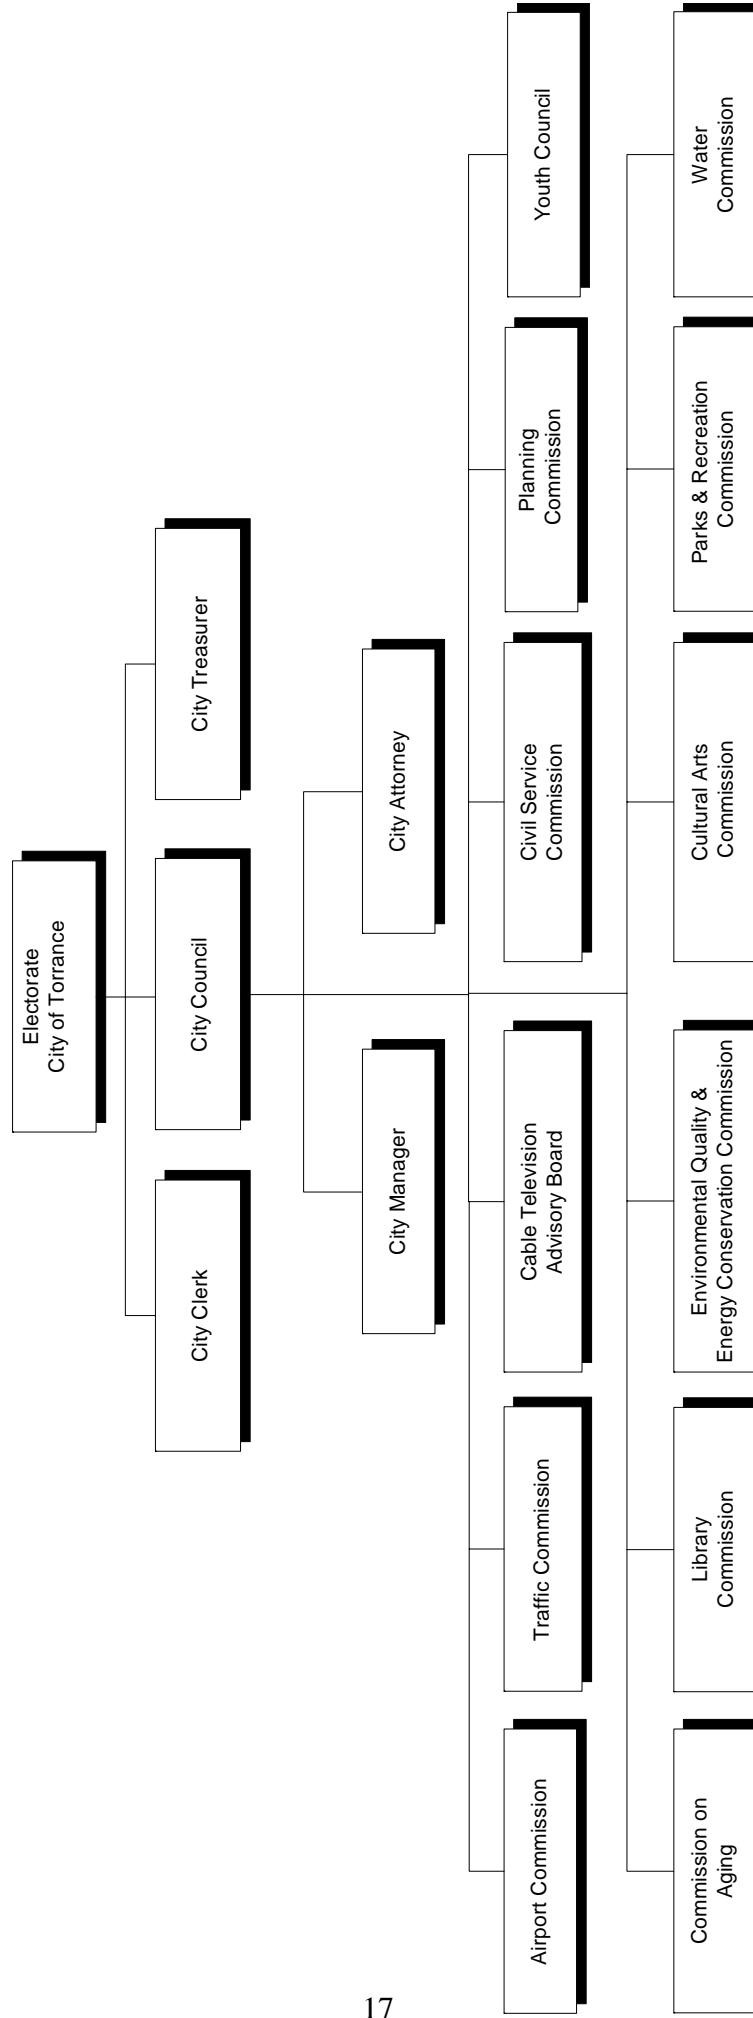 Electorate
City of Torrance
City Clerk
City Council
City Treasurer
City Manager
City Attorney
Airport Commission
Traffic Commission
Cable Television
Advisory Board
Civil Service
Commission
Planning
Commission
Youth Council
Commission on
Aging
Library
Commission
Environmental Quality &
Energy Conservation Commission
Cultural Arts
Commission
Parks & Recreation
Commission
Water
Commission
17